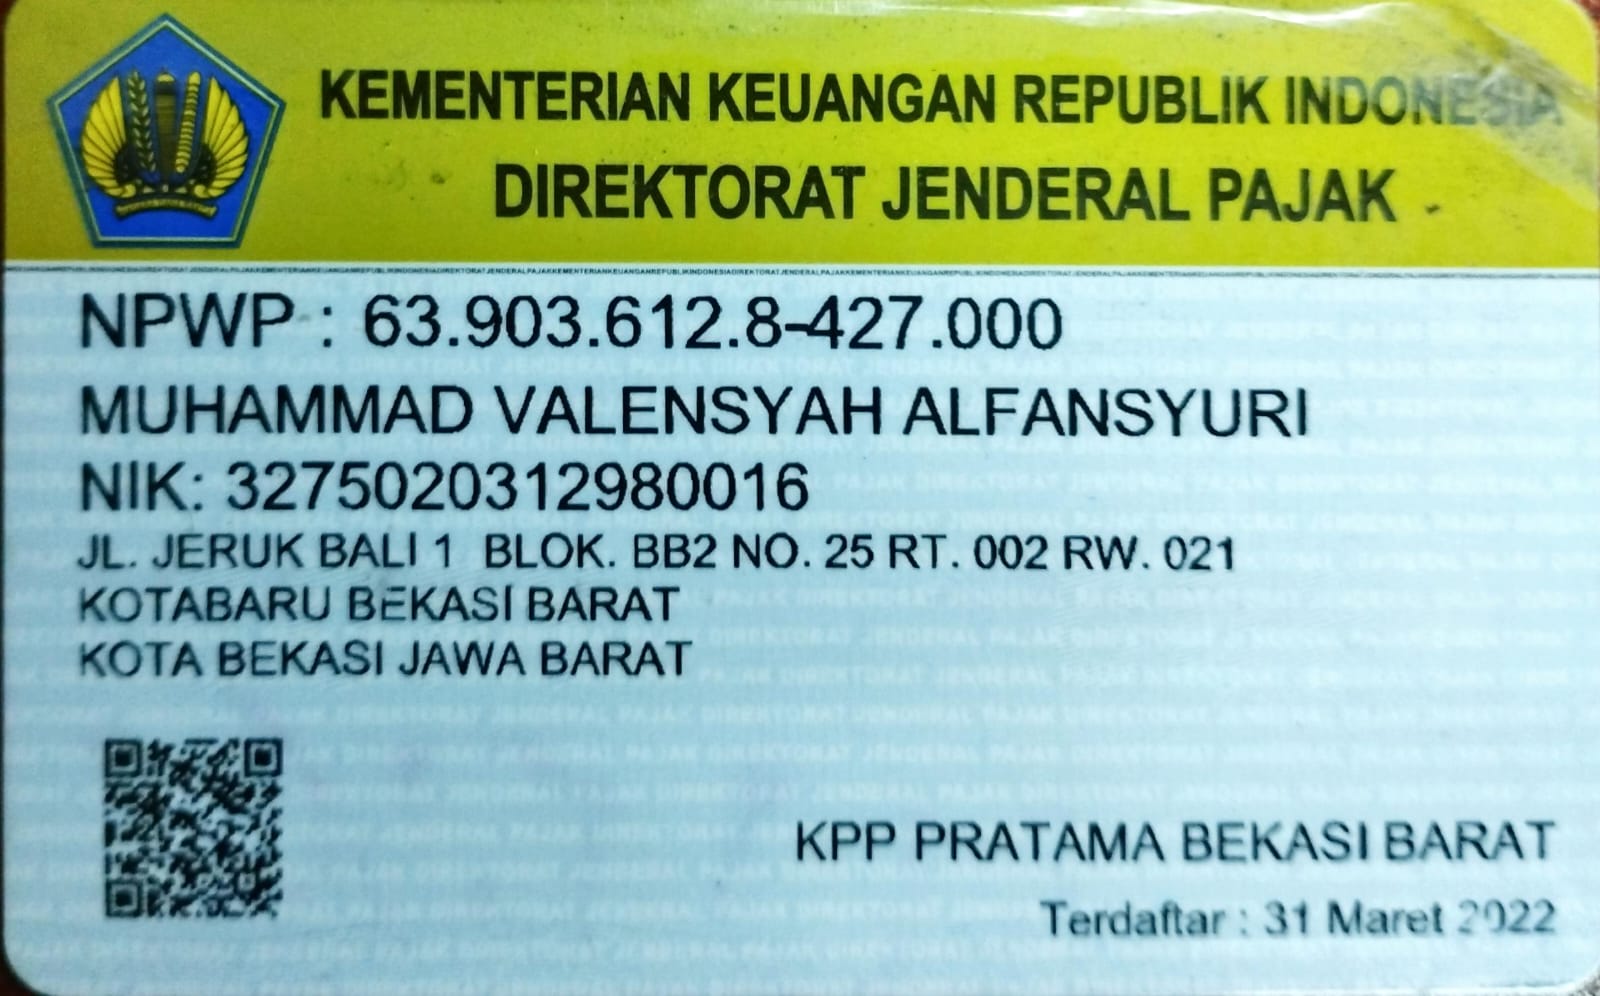 KEMENTERIAN KEUANGAN REPUBLIK INDONESIA
DIREKTORAT JENDERAL PAJAK
NPWP : 63.903.612.8-427.000
MUHAMMAD VALENSYAH ALFANSYURI
NIK: 3275020312980016
JL. JERUK BALI 1 BLOK. BB2 NO. 25 RT. 002 RW. 021
KOTABARU BEKASI BARAT
KOTA BEKASI JAWA BARAT
KPP PRATAMA BEKASI BARAT
Terdaftar : 31 Maret 2022